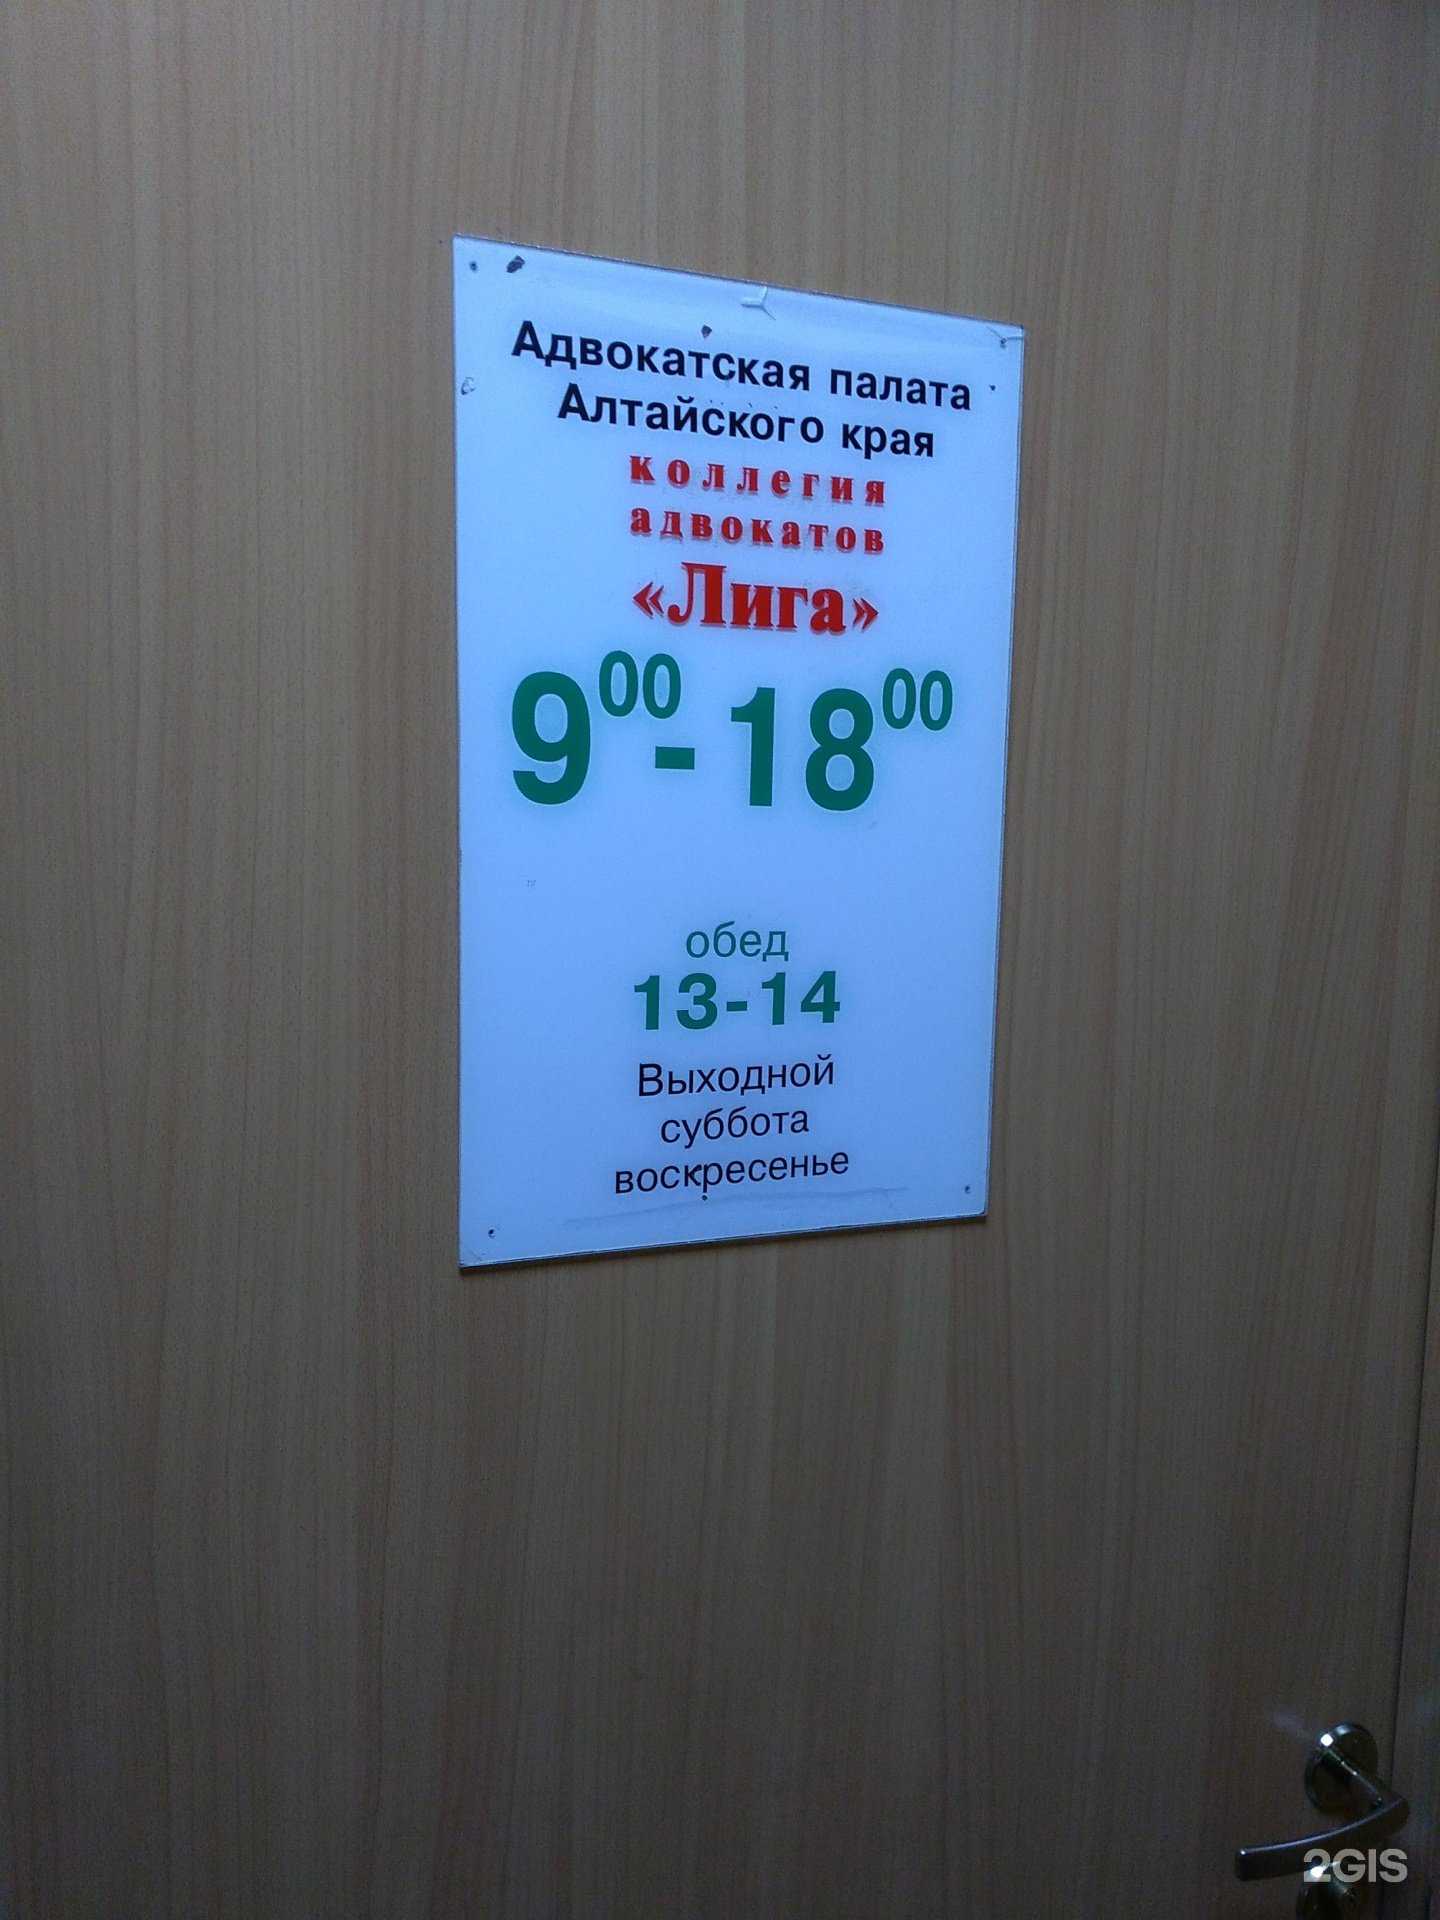 Адвокатская палата
Алтайского края
коллегия
адвокатов
«Лига»
9⁰⁰-18⁰⁰
обед
13-14
Выходной
суббота
воскресенье
2GIS